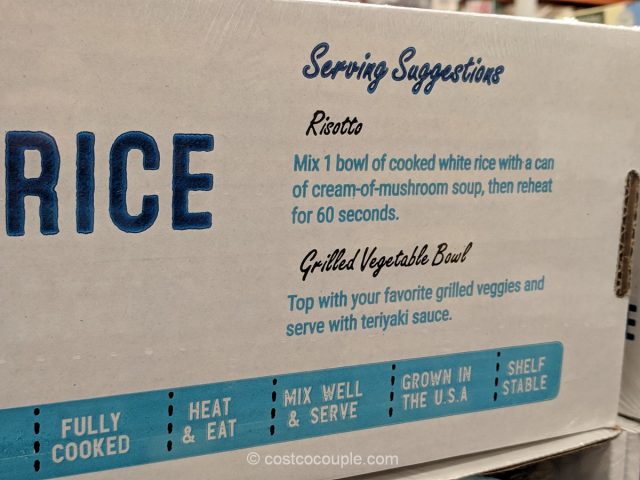 RICE
Serving Suggestions
Risotto
Mix 1 bowl of cooked white rice with a can
of cream-of-mushroom soup, then reheat
for 60 seconds.
Grilled Vegetable Bowl
Top with your favorite grilled veggies and
serve with teriyaki sauce.
FULLY
COOKED
HEAT
& EAT
MIX WELL
& SERVE
GROWN IN
THE U.S.A
SHELF
STABLE
© costcocouple.com